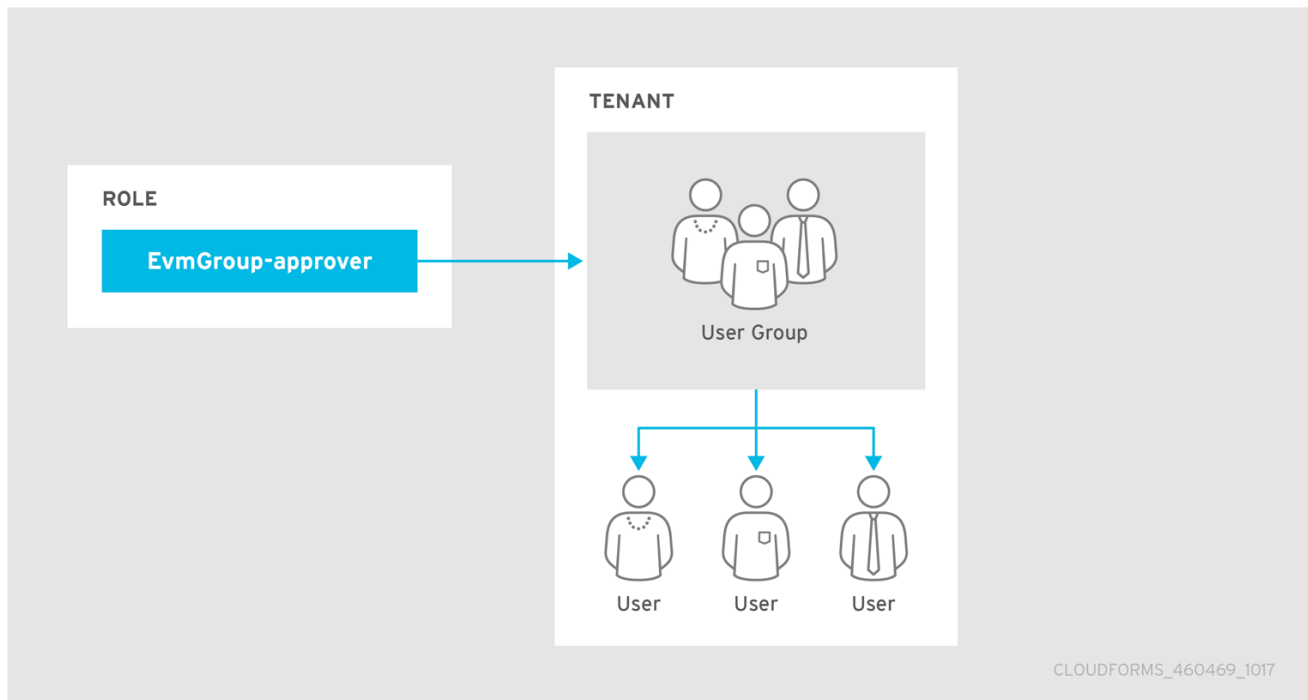 TENANT
ROLE
EvmGroup-approver
User Group
User
User
User
CLOUDFORMS_460469_1017